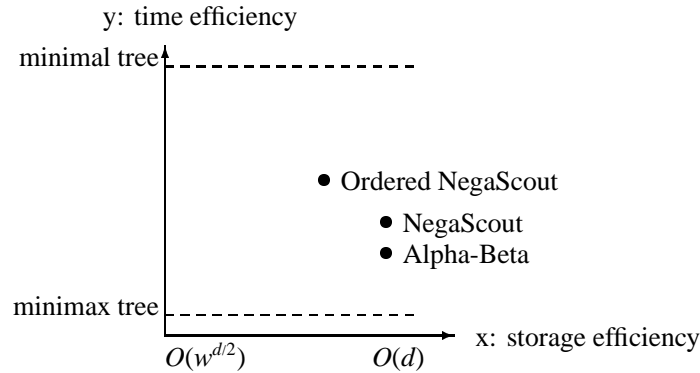 y: time efficiency
minimal tree
Ordered NegaScout
NegaScout
Alpha-Beta
minimax tree
x: storage efficiency
O(w^{d/2})
O(d)